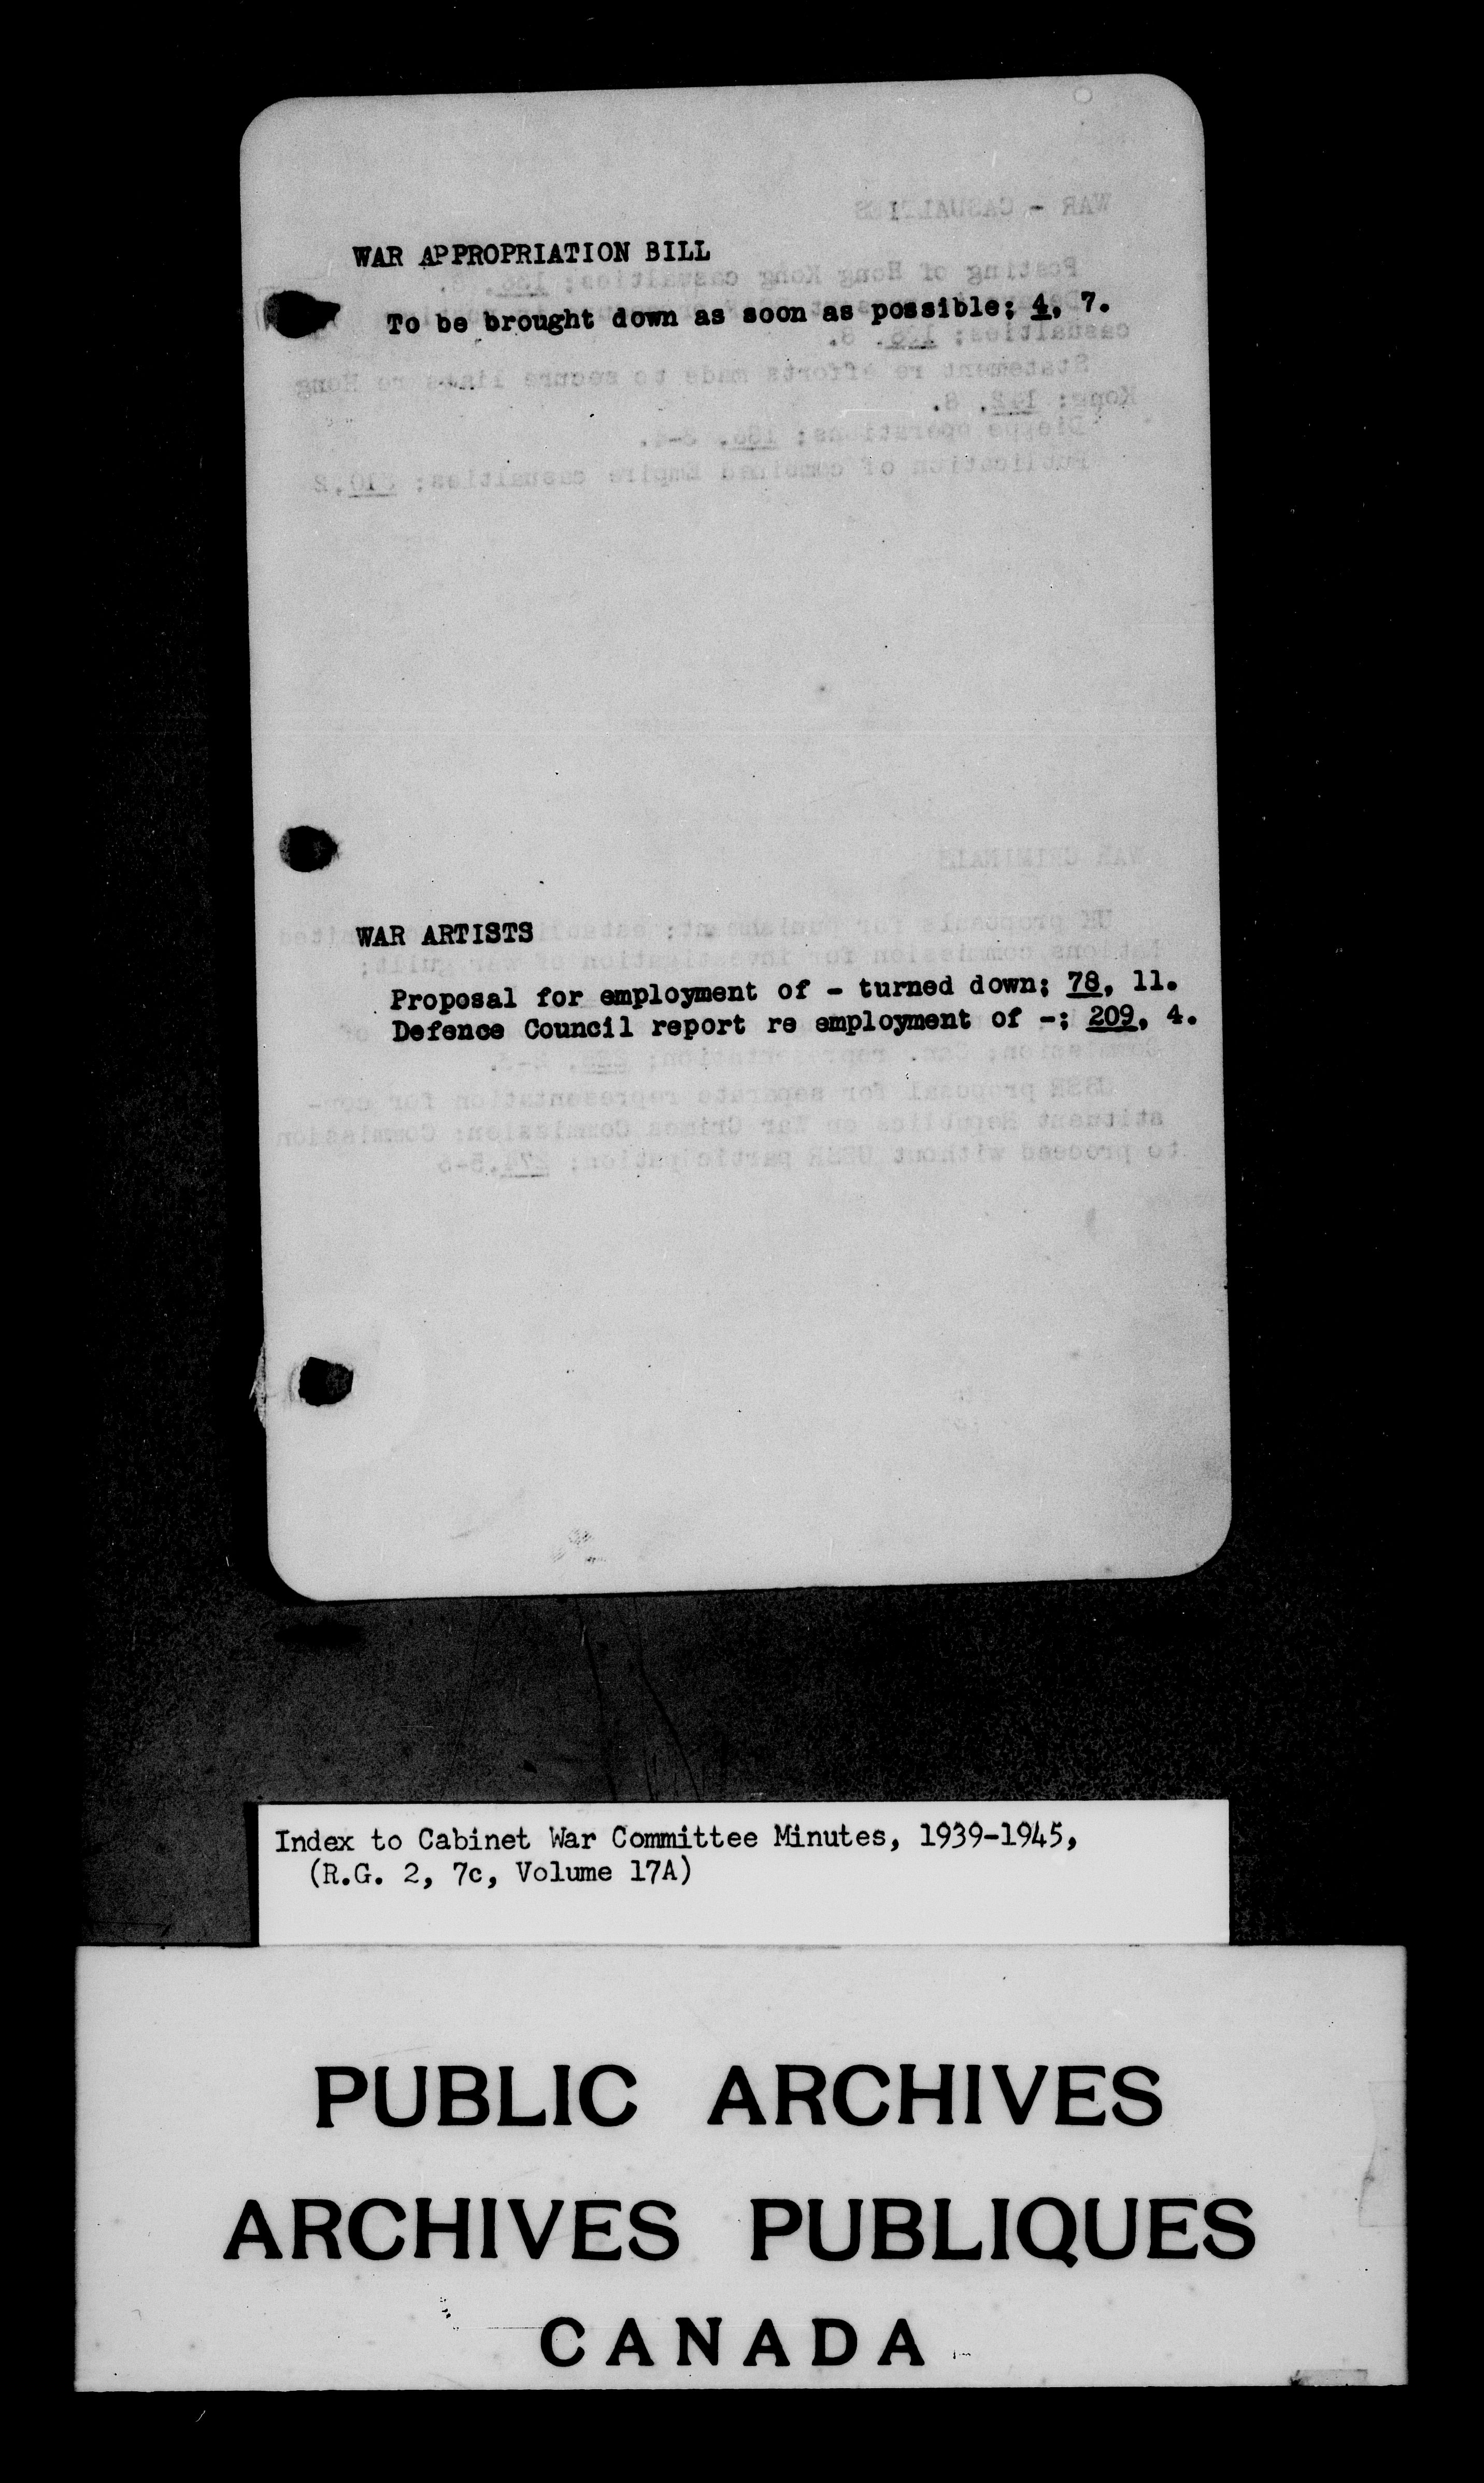 WAR APPROPRIATION BILL
To be brought down as soon as possible; 4, 7.
WAR ARTISTS
Proposal for employment of - turned down; 78, 11.
Defence Council report re employment of -; 209, 4.
Index to Cabinet War Committee Minutes, 1939-1945,
(R.G. 2, 7c, Volume 17A)
PUBLIC ARCHIVES
ARCHIVES PUBLIQUES
CANADA